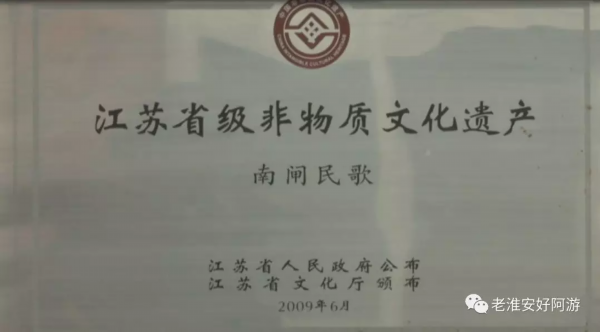 江苏省级非物质文化遗产
南闸民歌
江苏省人民政府公布
江苏省文化厅颁布
2009年6月
老淮安好阿游